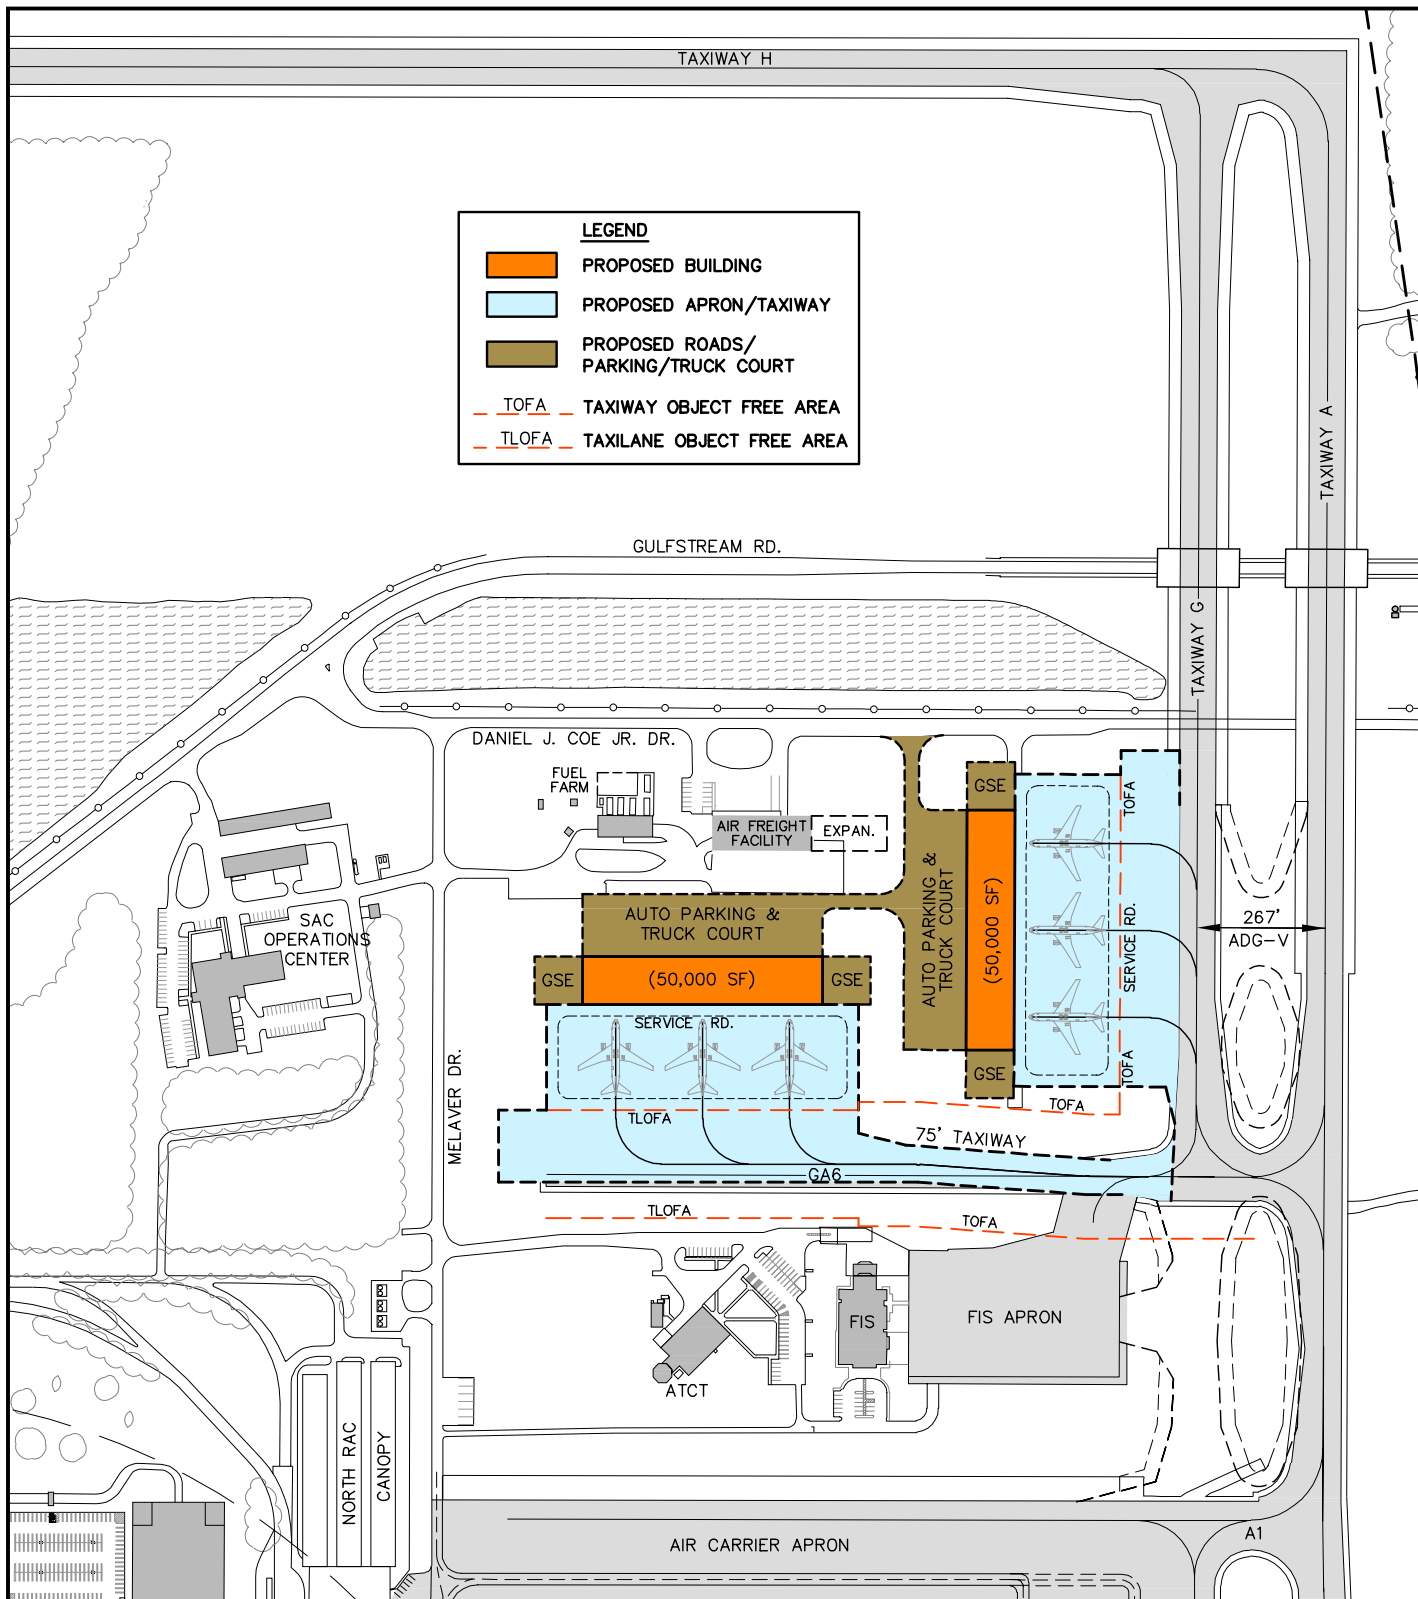 TAXIWAY H
LEGEND
PROPOSED BUILDING
PROPOSED APRON/TAXIWAY
PROPOSED ROADS/
PARKING/TRUCK COURT
TOFA
TAXIWAY OBJECT FREE AREA
TLOFA
TAXILANE OBJECT FREE AREA
TAXIWAY A
GULFSTREAM RD.
TAXIWAY G
DANIEL J. COE JR. DR.
FUEL
FARM
GSE
TOFA
AIR FREIGHT
FACILITY
EXPAN.
AUTO PARKING &
TRUCK COURT
(50,000 SF)
SERVICE RD.
267'
ADG-V
SAC
OPERATIONS
CENTER
AUTO PARKING &
TRUCK COURT
GSE
(50,000 SF)
GSE
SERVICE RD.
GSE
TOFA
TOFA
MELAVER DR.
TLOFA
75' TAXIWAY
GA6
TLOFA
TOFA
FIS
FIS APRON
ATCT
NORTH RAC
CANOPY
AIR CARRIER APRON
A1